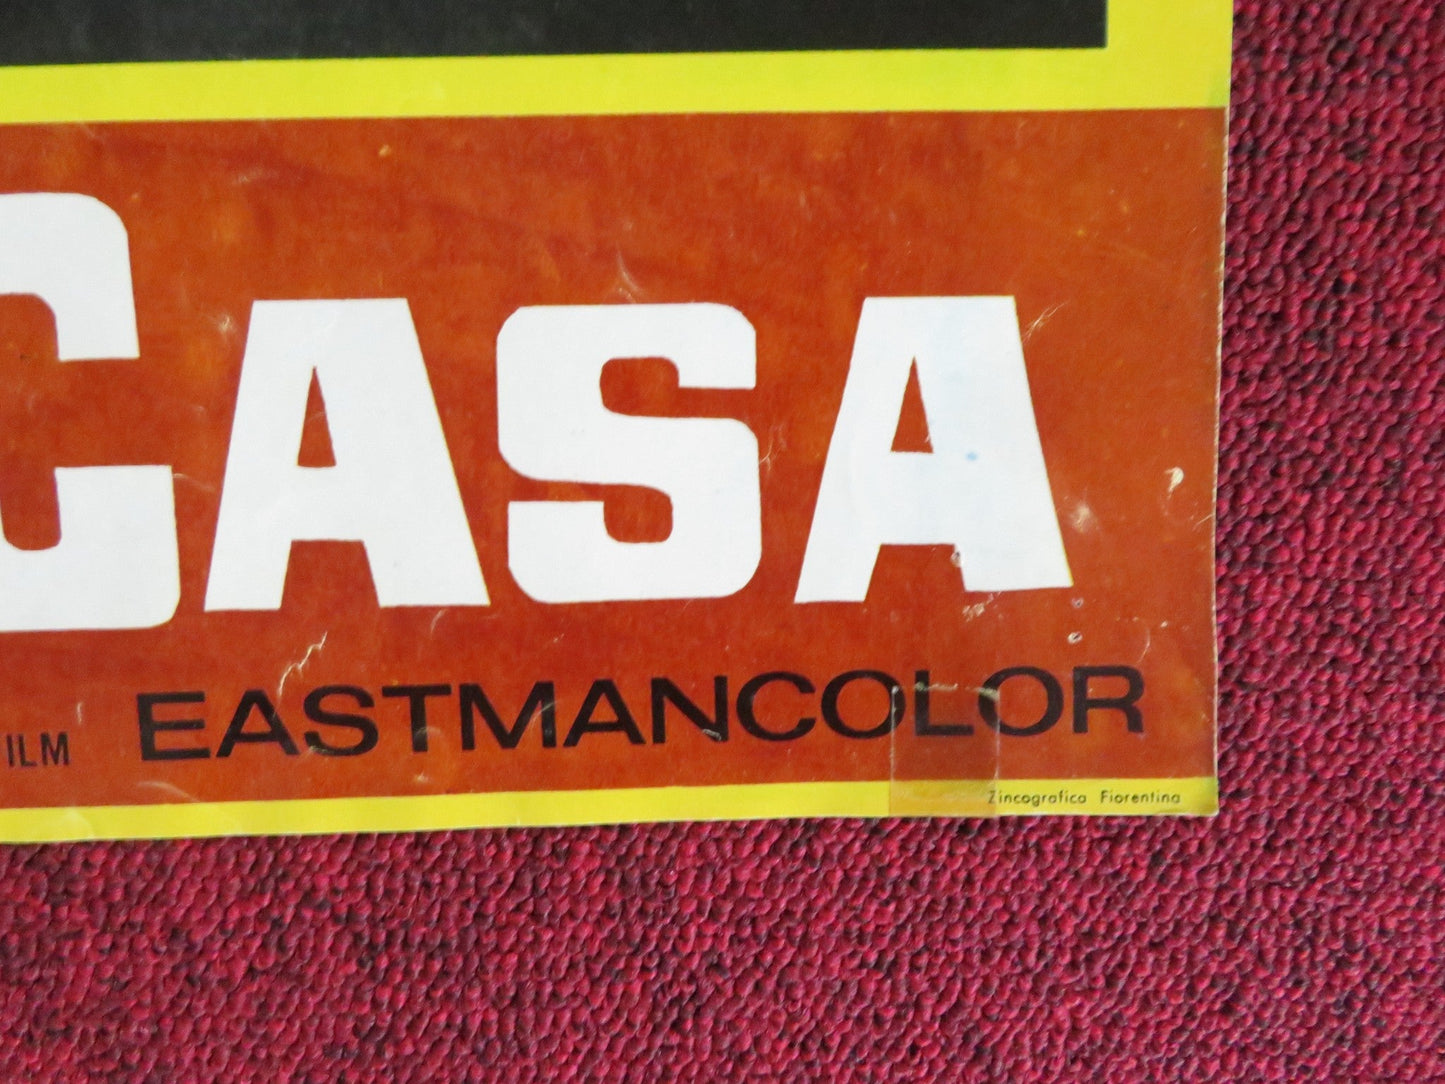 CASA
ILM EASTMANCOLOR
Zincografica Fiorentina